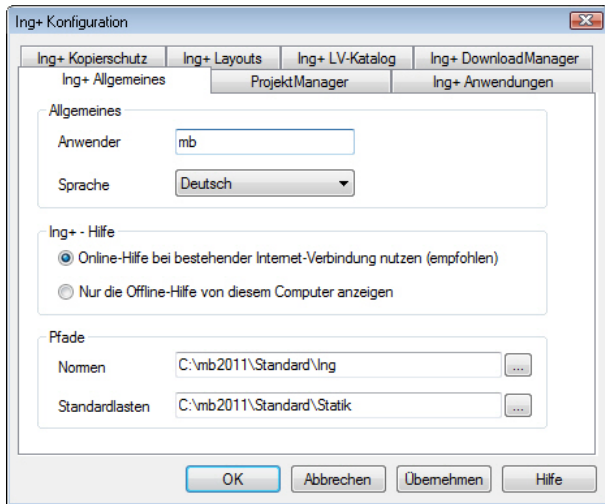 Ing+ Konfiguration
Ing+ Kopierschutz Ing+ Layouts Ing+ LV-Katalog Ing+ DownloadManager
Ing+ Allgemeines ProjektManager Ing+ Anwendungen
Allgemeines
Anwender mb
Sprache Deutsch
Ing+ - Hilfe
Online-Hilfe bei bestehender Internet-Verbindung nutzen (empfohlen)
Nur die Offline-Hilfe von diesem Computer anzeigen
Pfade
Normen C:\mb2011\Standard\Ing ...
Standardlasten C:\mb2011\Standard\Statik ...
OK Abbrechen Übernehmen Hilfe